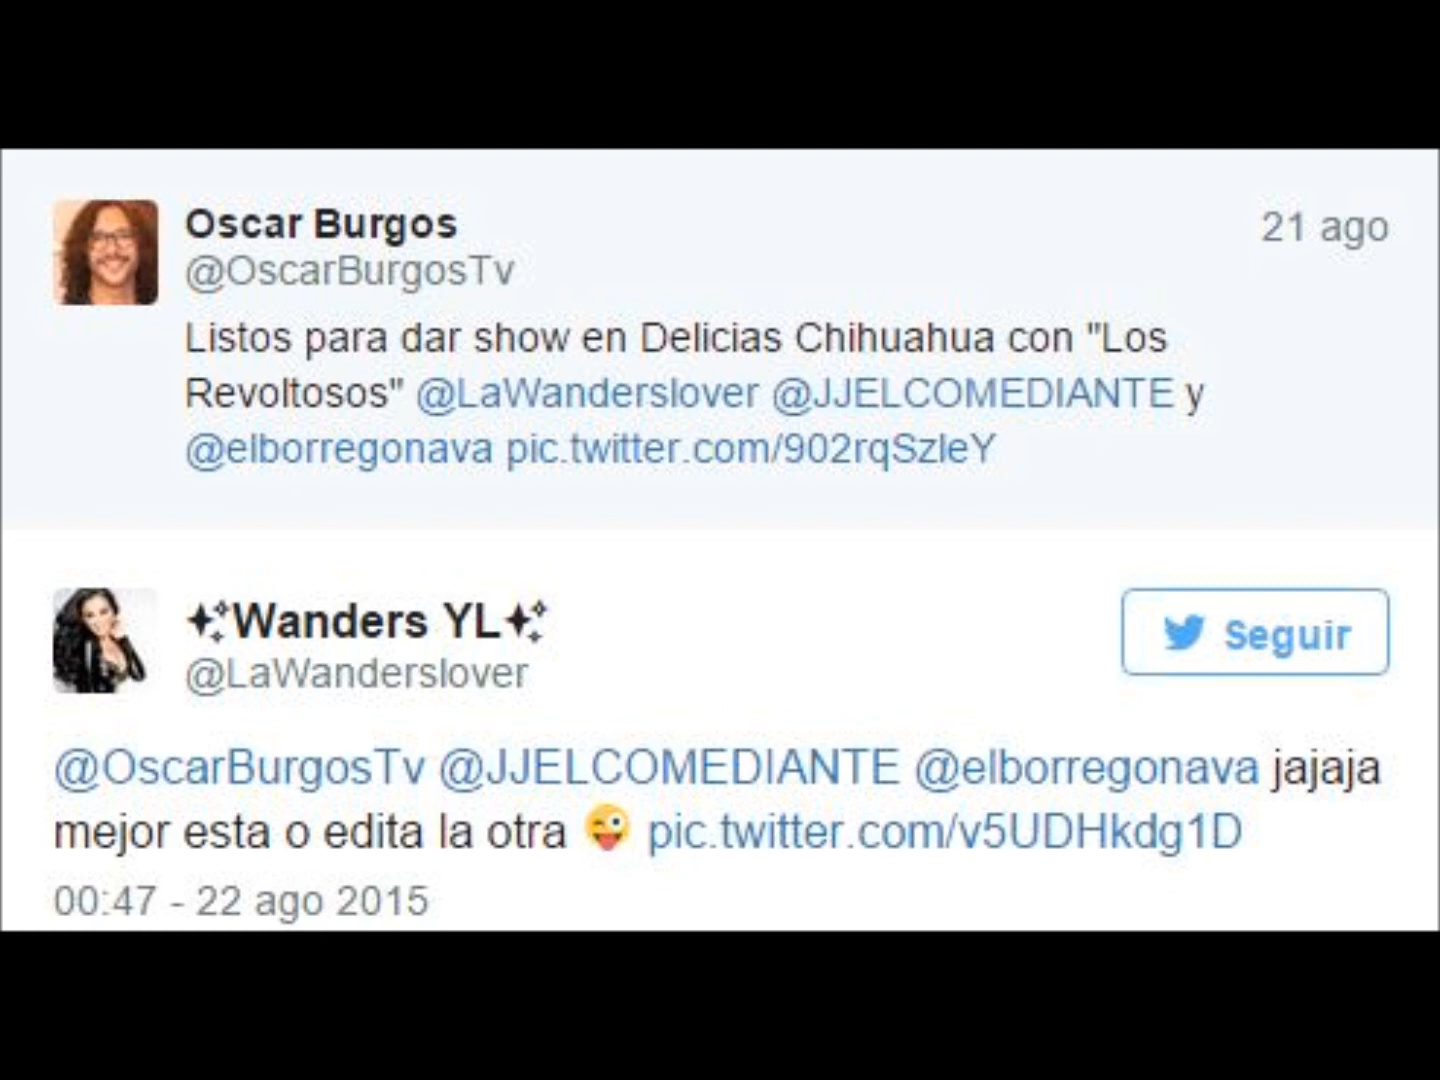 Oscar Burgos
21 ago
@OscarBurgosTv
Listos para dar show en Delicias Chihuahua con "Los
Revoltosos" @LaWanderslover @JJELCOMEDIANTE y
@elborregonava pic.twitter.com/902rqSzleY
Wanders YL
Seguir
@LaWanderslover
@OscarBurgosTv @JJELCOMEDIANTE @elborregonava jajaja
mejor esta o edita la otra 😜 pic.twitter.com/v5UDHkdg1D
00:47 - 22 ago 2015